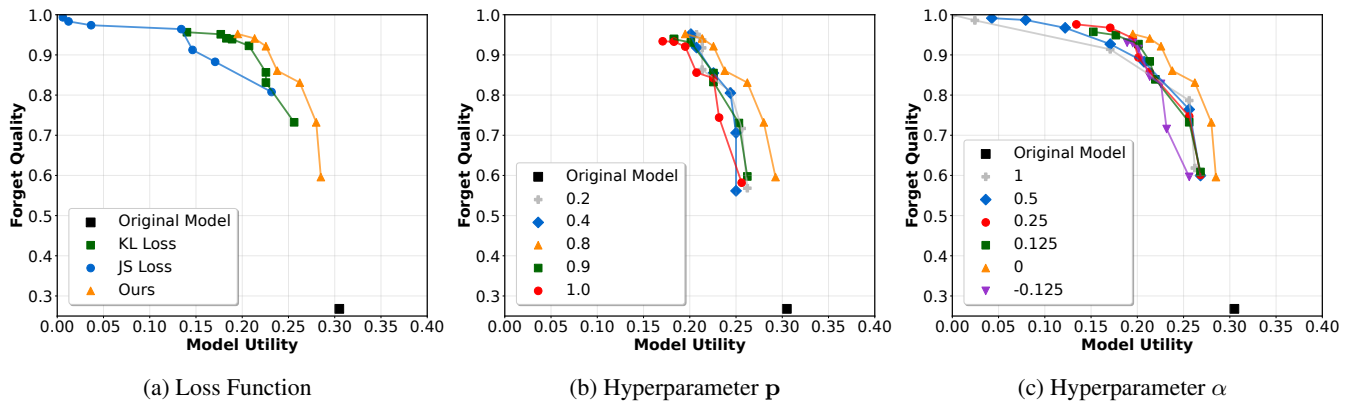 Forget Quality
1.0
0.9
0.8
0.7
0.6
0.5
0.4
0.3
Original Model
KL Loss
JS Loss
Ours
0.00 0.05 0.10 0.15 0.20 0.25 0.30 0.35 0.40
Model Utility
(a) Loss Function
Forget Quality
1.0
0.9
0.8
0.7
0.6
0.5
0.4
0.3
Original Model
0.2
0.4
0.8
0.9
1.0
0.00 0.05 0.10 0.15 0.20 0.25 0.30 0.35 0.40
Model Utility
(b) Hyperparameter p
Forget Quality
1.0
0.9
0.8
0.7
0.6
0.5
0.4
0.3
Original Model
1
0.5
0.25
0.125
0
-0.125
0.00 0.05 0.10 0.15 0.20 0.25 0.30 0.35 0.40
Model Utility
(c) Hyperparameter α